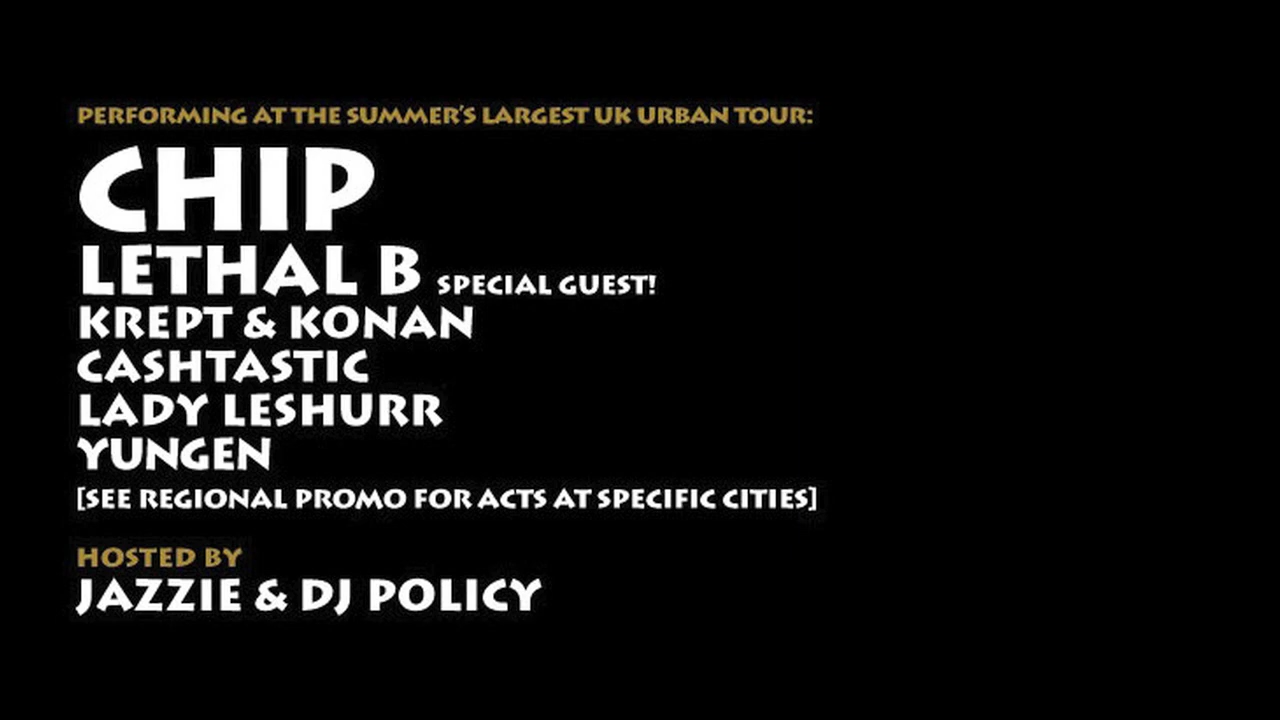 PERFORMING AT THE SUMMER'S LARGEST UK URBAN TOUR:
CHIP
LETHAL B SPECIAL GUEST!
KREPT & KONAN
CASHTASTIC
LADY LESHURR
YUNGEN
[SEE REGIONAL PROMO FOR ACTS AT SPECIFIC CITIES]
HOSTED BY
JAZZIE & DJ POLICY